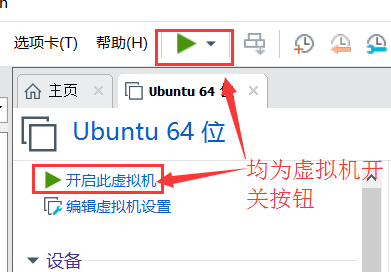 选项卡(T) 帮助(H)
主页 Ubuntu 64 位
Ubuntu 64 位
开启此虚拟机
均为虚拟机开
关按钮
编辑虚拟机设置
设备